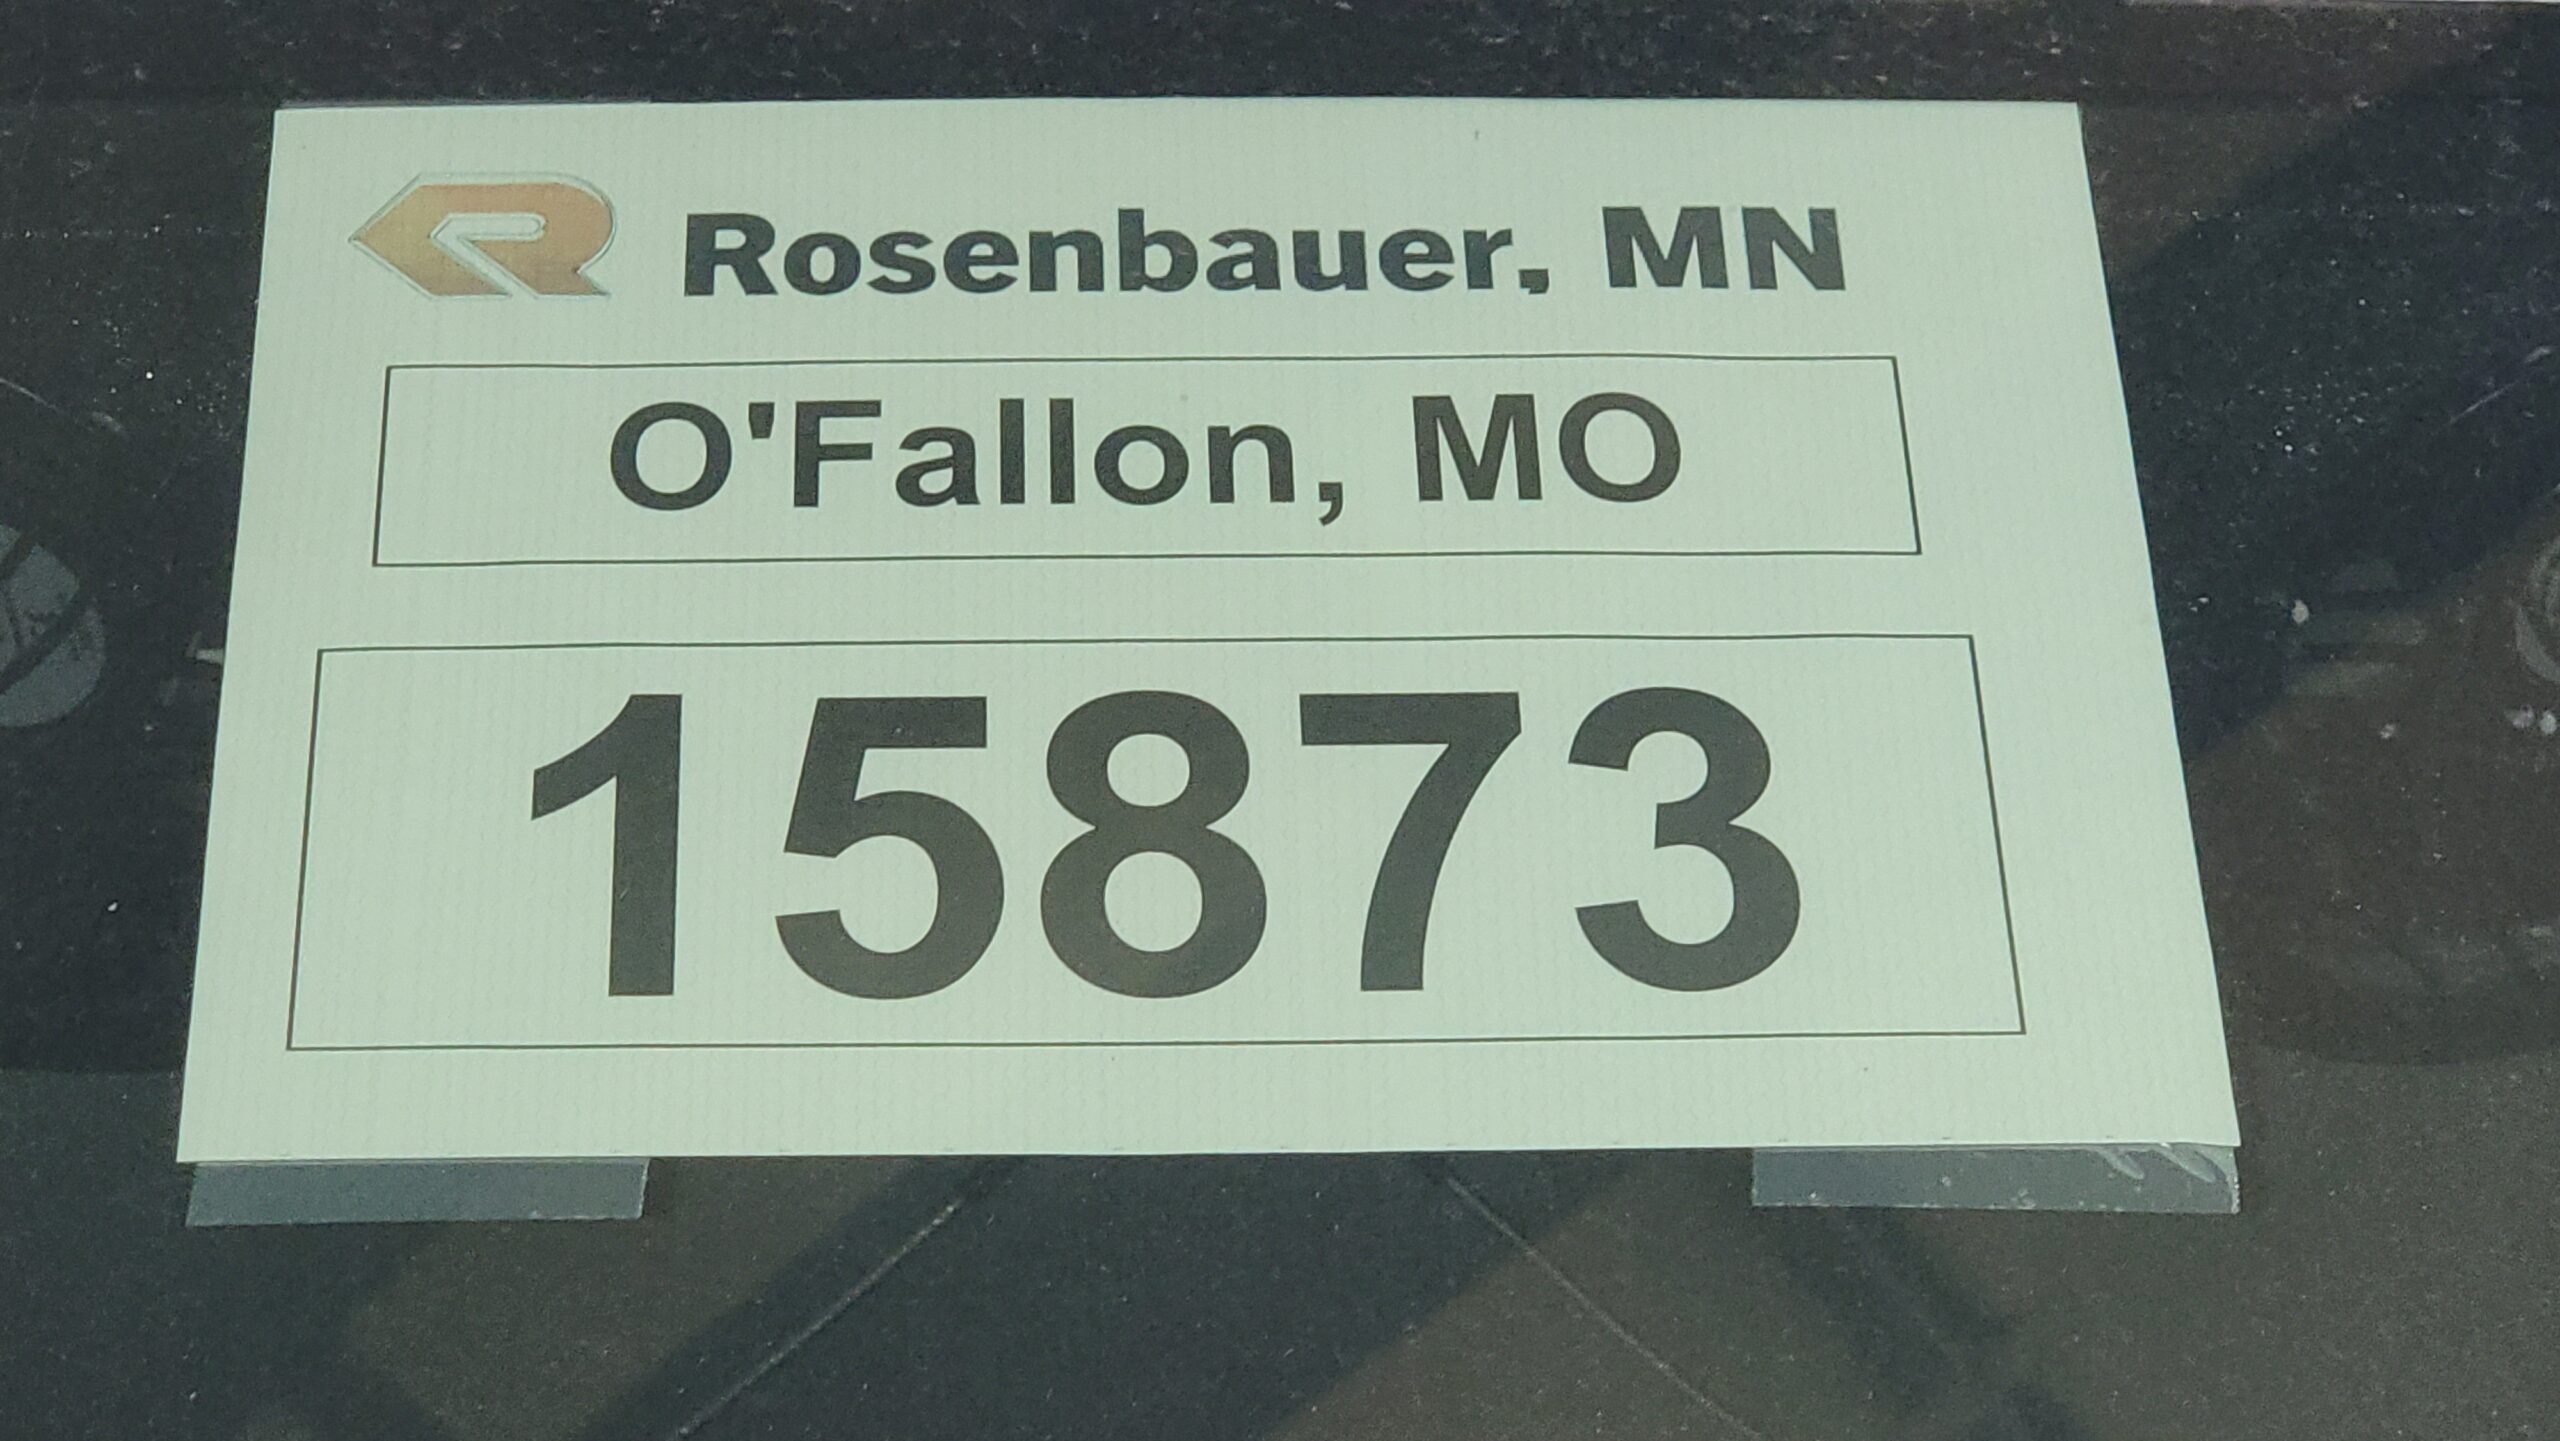 Rosenbauer, MN
O'Fallon, MO
15873